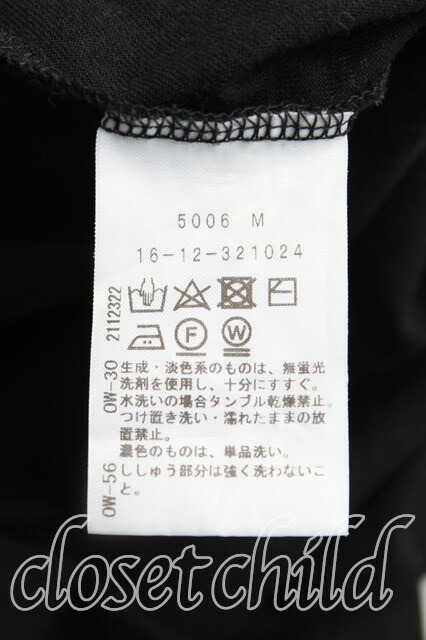 5006 M
16-12-321024
2112322
F
W
OW-30
生成・淡色系のものは、無蛍光
洗剤を使用し、十分にすすぐ。
水洗いの場合タンブル乾燥禁止。
つけ置き洗い・濡れたままの放
置禁止。
OW-56
濃色のものは、単品洗い。
ししゅう部分は強く洗わないこ
と。
closet child